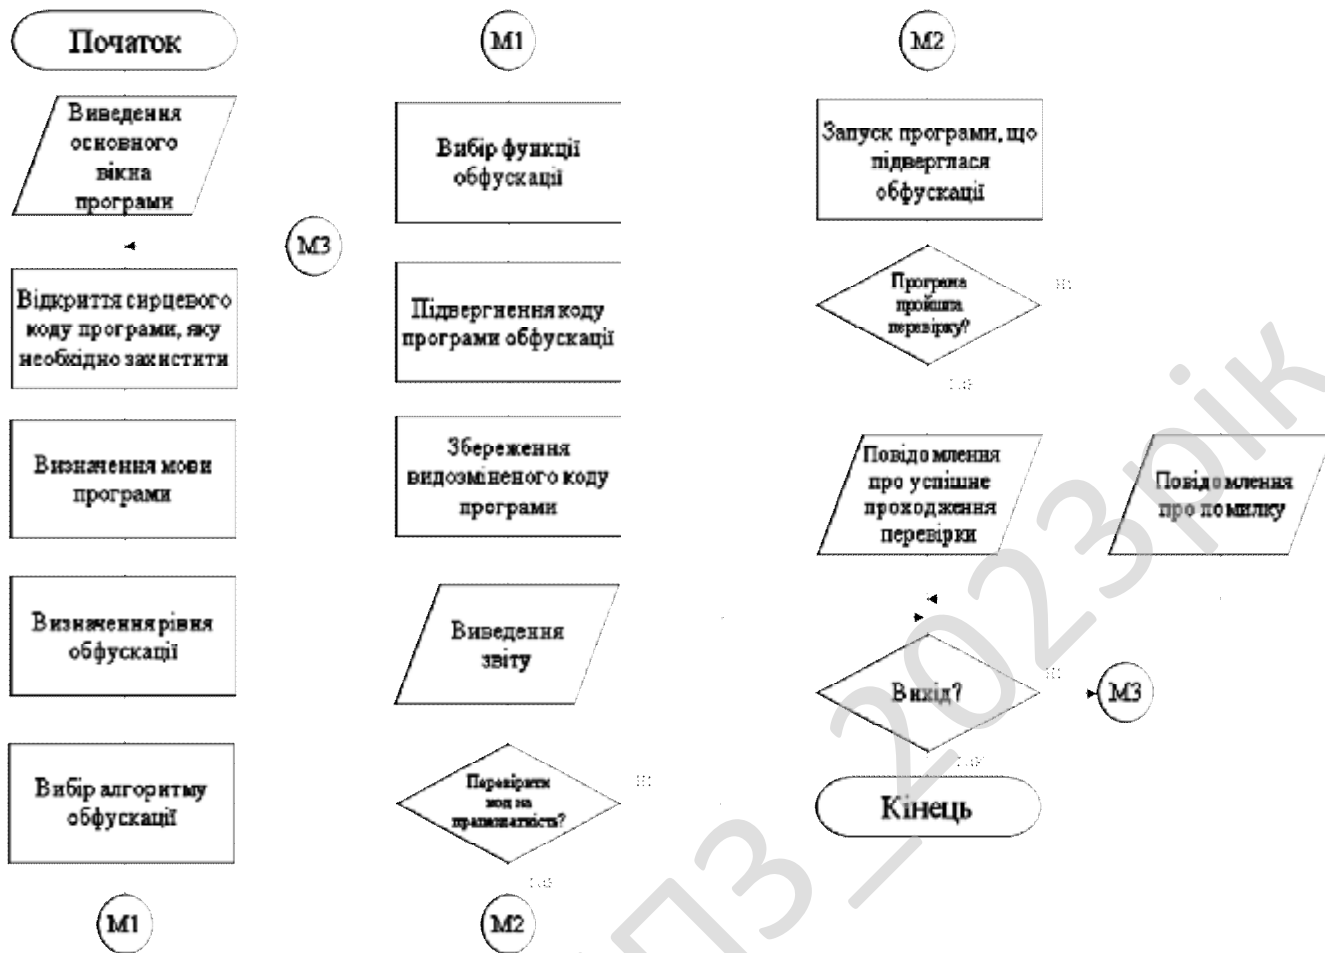 Початок
Виведення
основного
вікна
програми
М3
Відкриття сирцевого
коду програми, яку
необхідно захистити
Визначення мови
програми
Визначення рівня
обфускації
Вибір алгоритму
обфускації
М1
М1
Вибір функції
обфускації
Підвергнення коду
програми обфускації
Збереження
видозміненого коду
програми
Виведення
звіту
Перевірити
код на
працездатність?
Ні
М2
М2
Запуск програми, що
підверглася
обфускації
Програма
пройшла
перевірку?
Ні
Повідомлення
про успішне
проходження
перевірки
Повідомлення
про помилку
Вихід?
Ні
М3
Кінець
ПЗ_2023рік